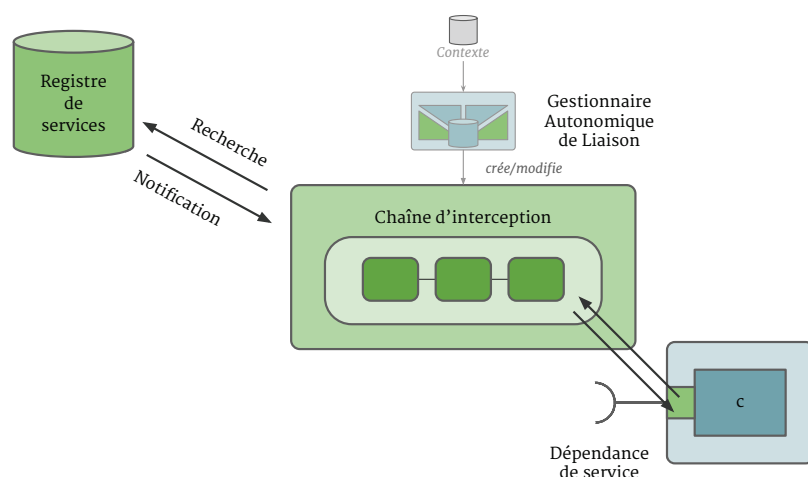 Contexte
Registre
de
services
Gestionnaire
Autonomique
de Liaison
Recherche
crée/modifie
Notification
Chaîne d'interception
c
Dépendance
de service